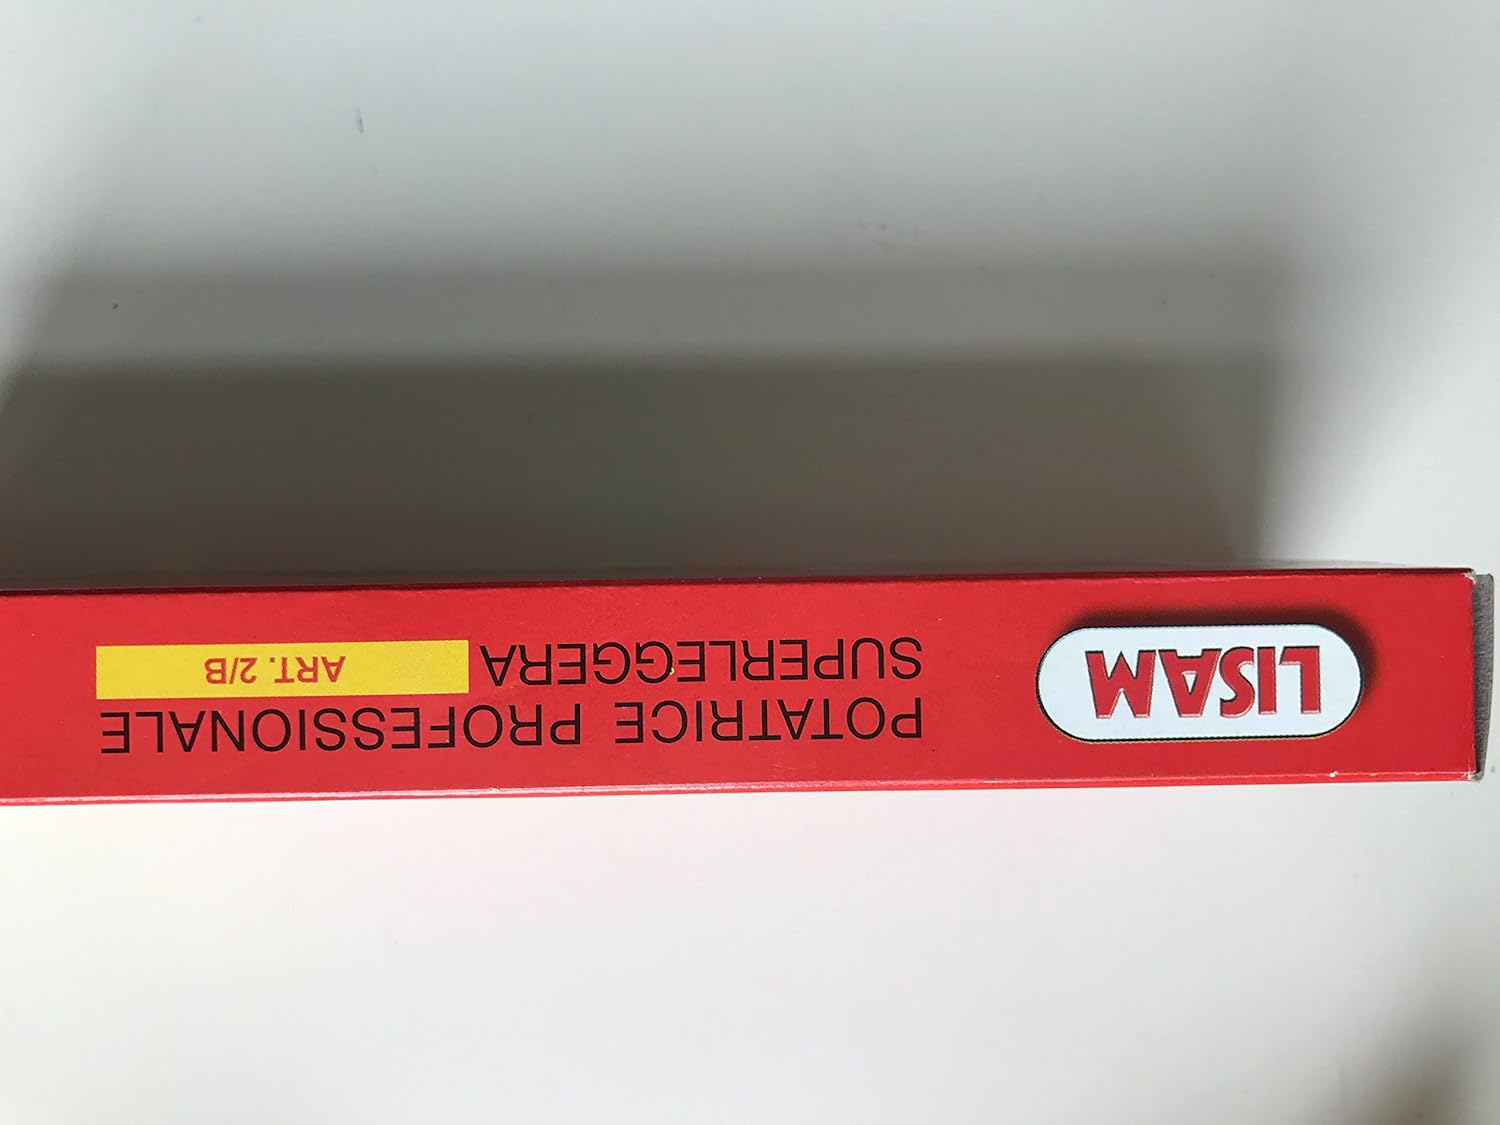 LISAM
POTATRICE PROFESSIONALE
SUPERLEGGERA ART. 2/B